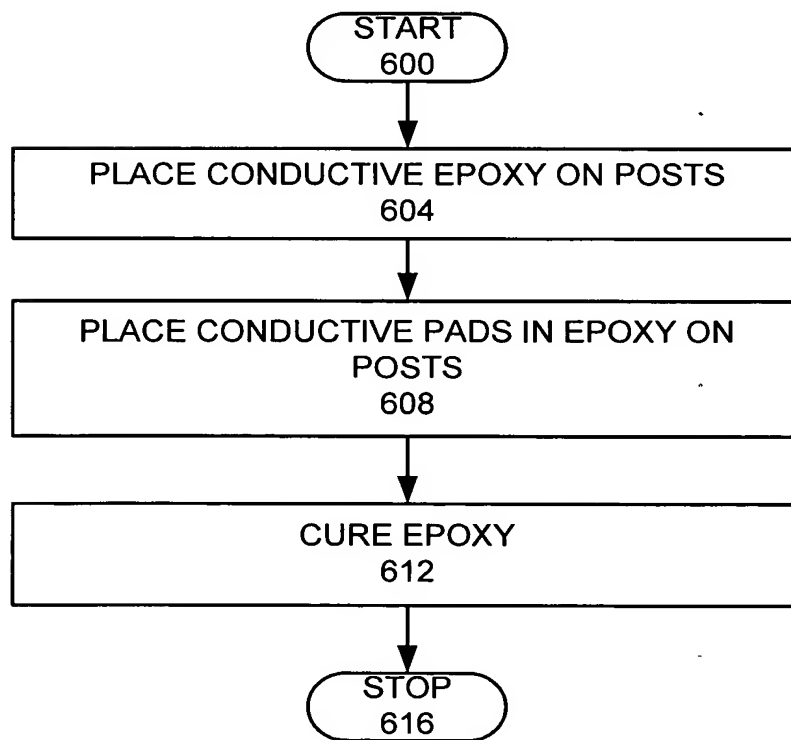 START
600
PLACE CONDUCTIVE EPOXY ON POSTS
604
PLACE CONDUCTIVE PADS IN EPOXY ON
POSTS
608
CURE EPOXY
612
STOP
616